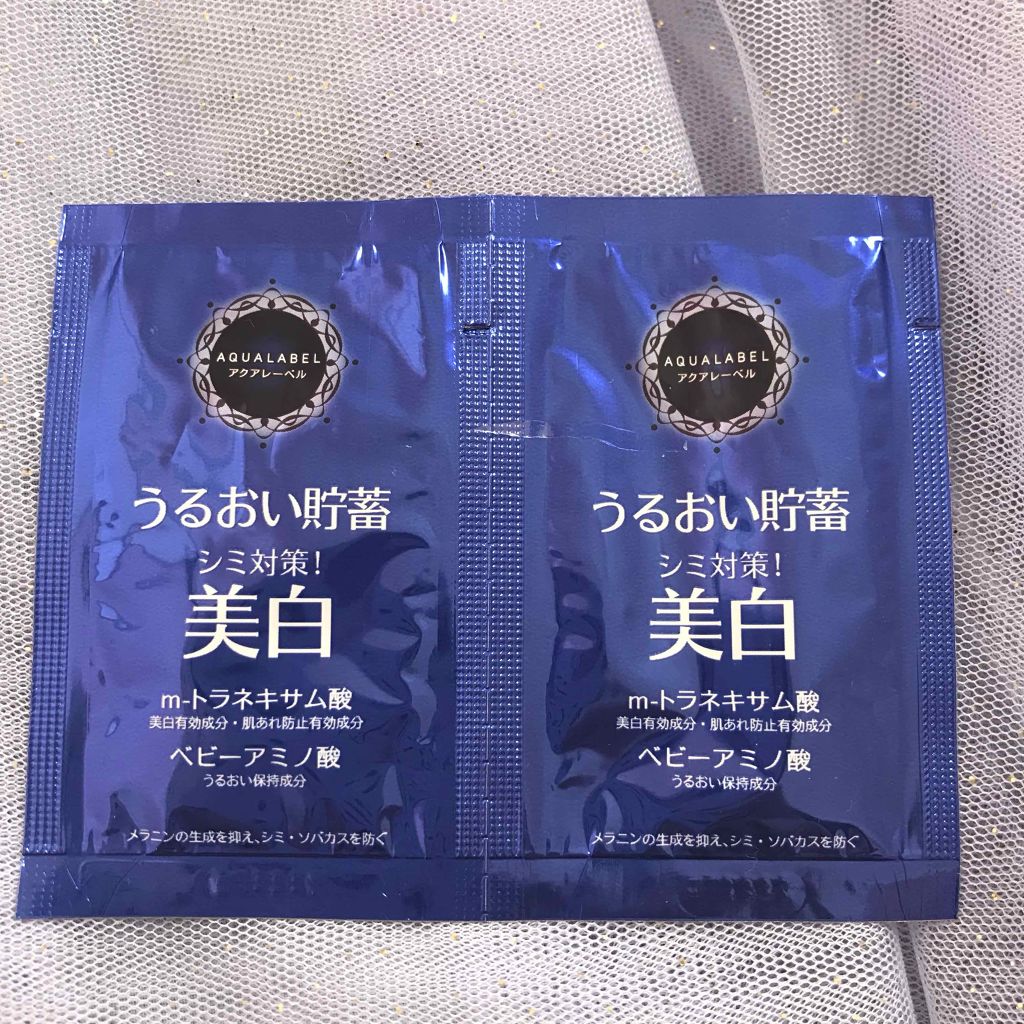 AQUALABEL
アクアレーベル
うるおい貯蓄
シミ対策!
美白
m-トラネキサム酸
美白有効成分・肌あれ防止有効成分
ベビーアミノ酸
うるおい保持成分
メラニンの生成を抑え、シミ・ソバカスを防ぐ
AQUALABEL
アクアレーベル
うるおい貯蓄
シミ対策!
美白
m-トラネキサム酸
美白有効成分・肌あれ防止有効成分
ベビーアミノ酸
うるおい保持成分
メラニンの生成を抑え、シミ・ソバカスを防ぐ